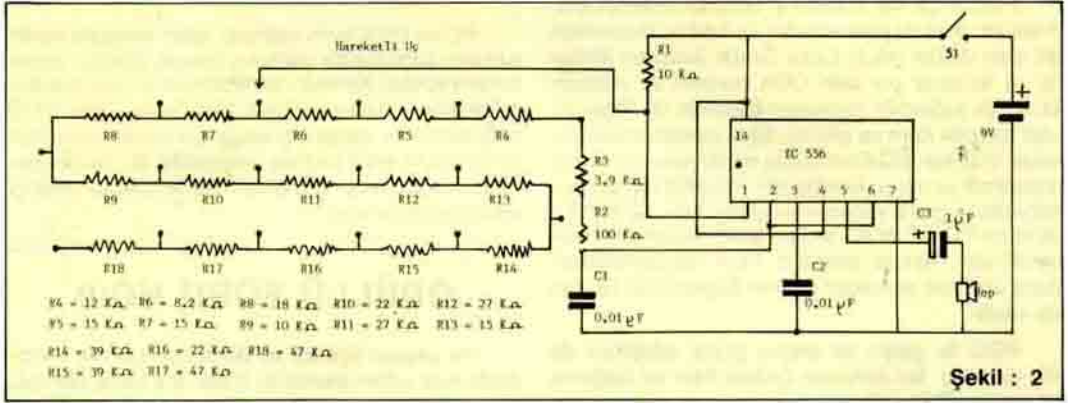 Hareketli Uç
R1
10 KΩ
S1
R8 R7 R6 R5 R4
14
IC 556
9V
R3
3.9 KΩ
R9 R10 R11 R12 R13
1 2 3 4 5 6 7
R2
100 KΩ
C3
1µF
R18 R17 R16 R15 R14
C1
0.01µF
C2
0.01µF
Hop
R4 = 12 KΩ R6 = 8.2 KΩ R8 = 18 KΩ R10 = 22 KΩ R12 = 27 KΩ
R5 = 15 KΩ R7 = 15 KΩ R9 = 10 KΩ R11 = 27 KΩ R13 = 15 KΩ
R14 = 39 KΩ R16 = 22 KΩ R18 = 47 KΩ
R15 = 39 KΩ R17 = 47 KΩ
Şekil : 2